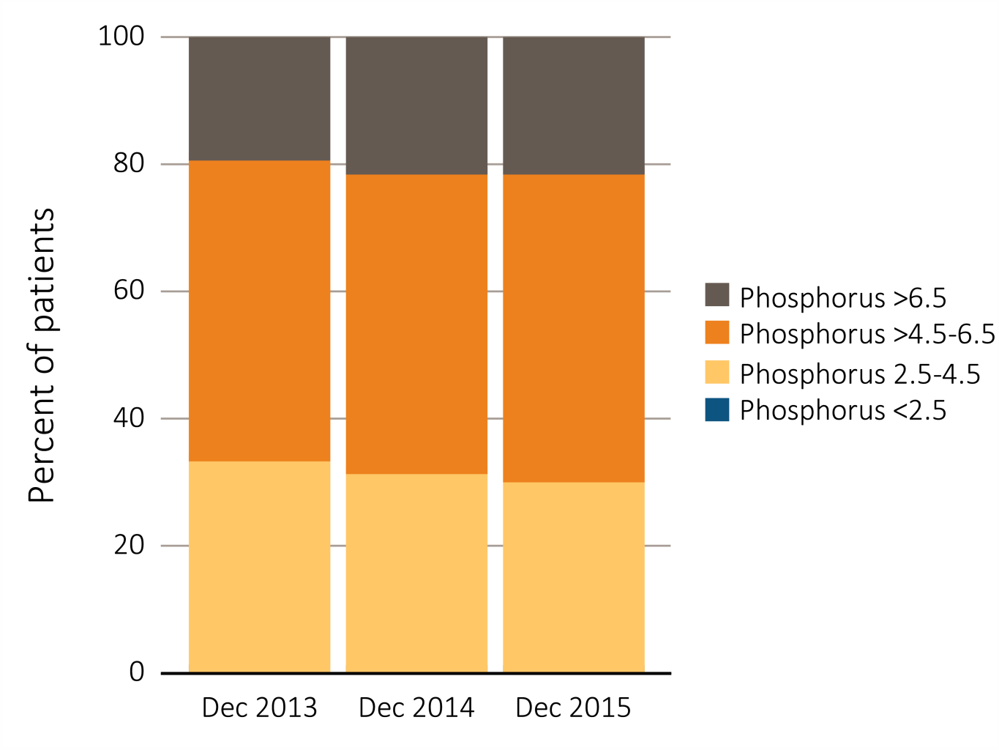 Percent of patients
100
80
60
40
20
0
Dec 2013
Dec 2014
Dec 2015
Phosphorus >6.5
Phosphorus >4.5-6.5
Phosphorus 2.5-4.5
Phosphorus <2.5